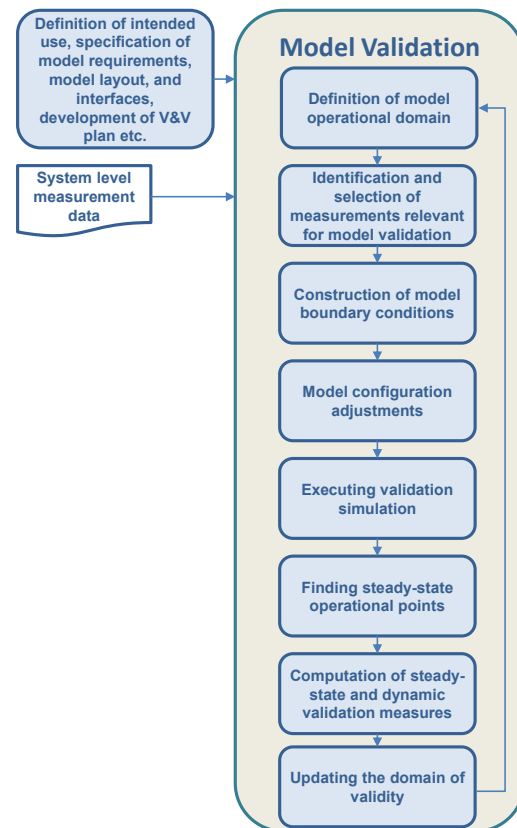 Definition of intended
use, specification of
model requirements,
model layout, and
interfaces,
development of V&V
plan etc.
System level
measurement
data
Model Validation
Definition of model
operational domain
Identification and
selection of
measurements relevant
for model validation
Construction of model
boundary conditions
Model configuration
adjustments
Executing validation
simulation
Finding steady-state
operational points
Computation of steady-
state and dynamic
validation measures
Updating the domain of
validity